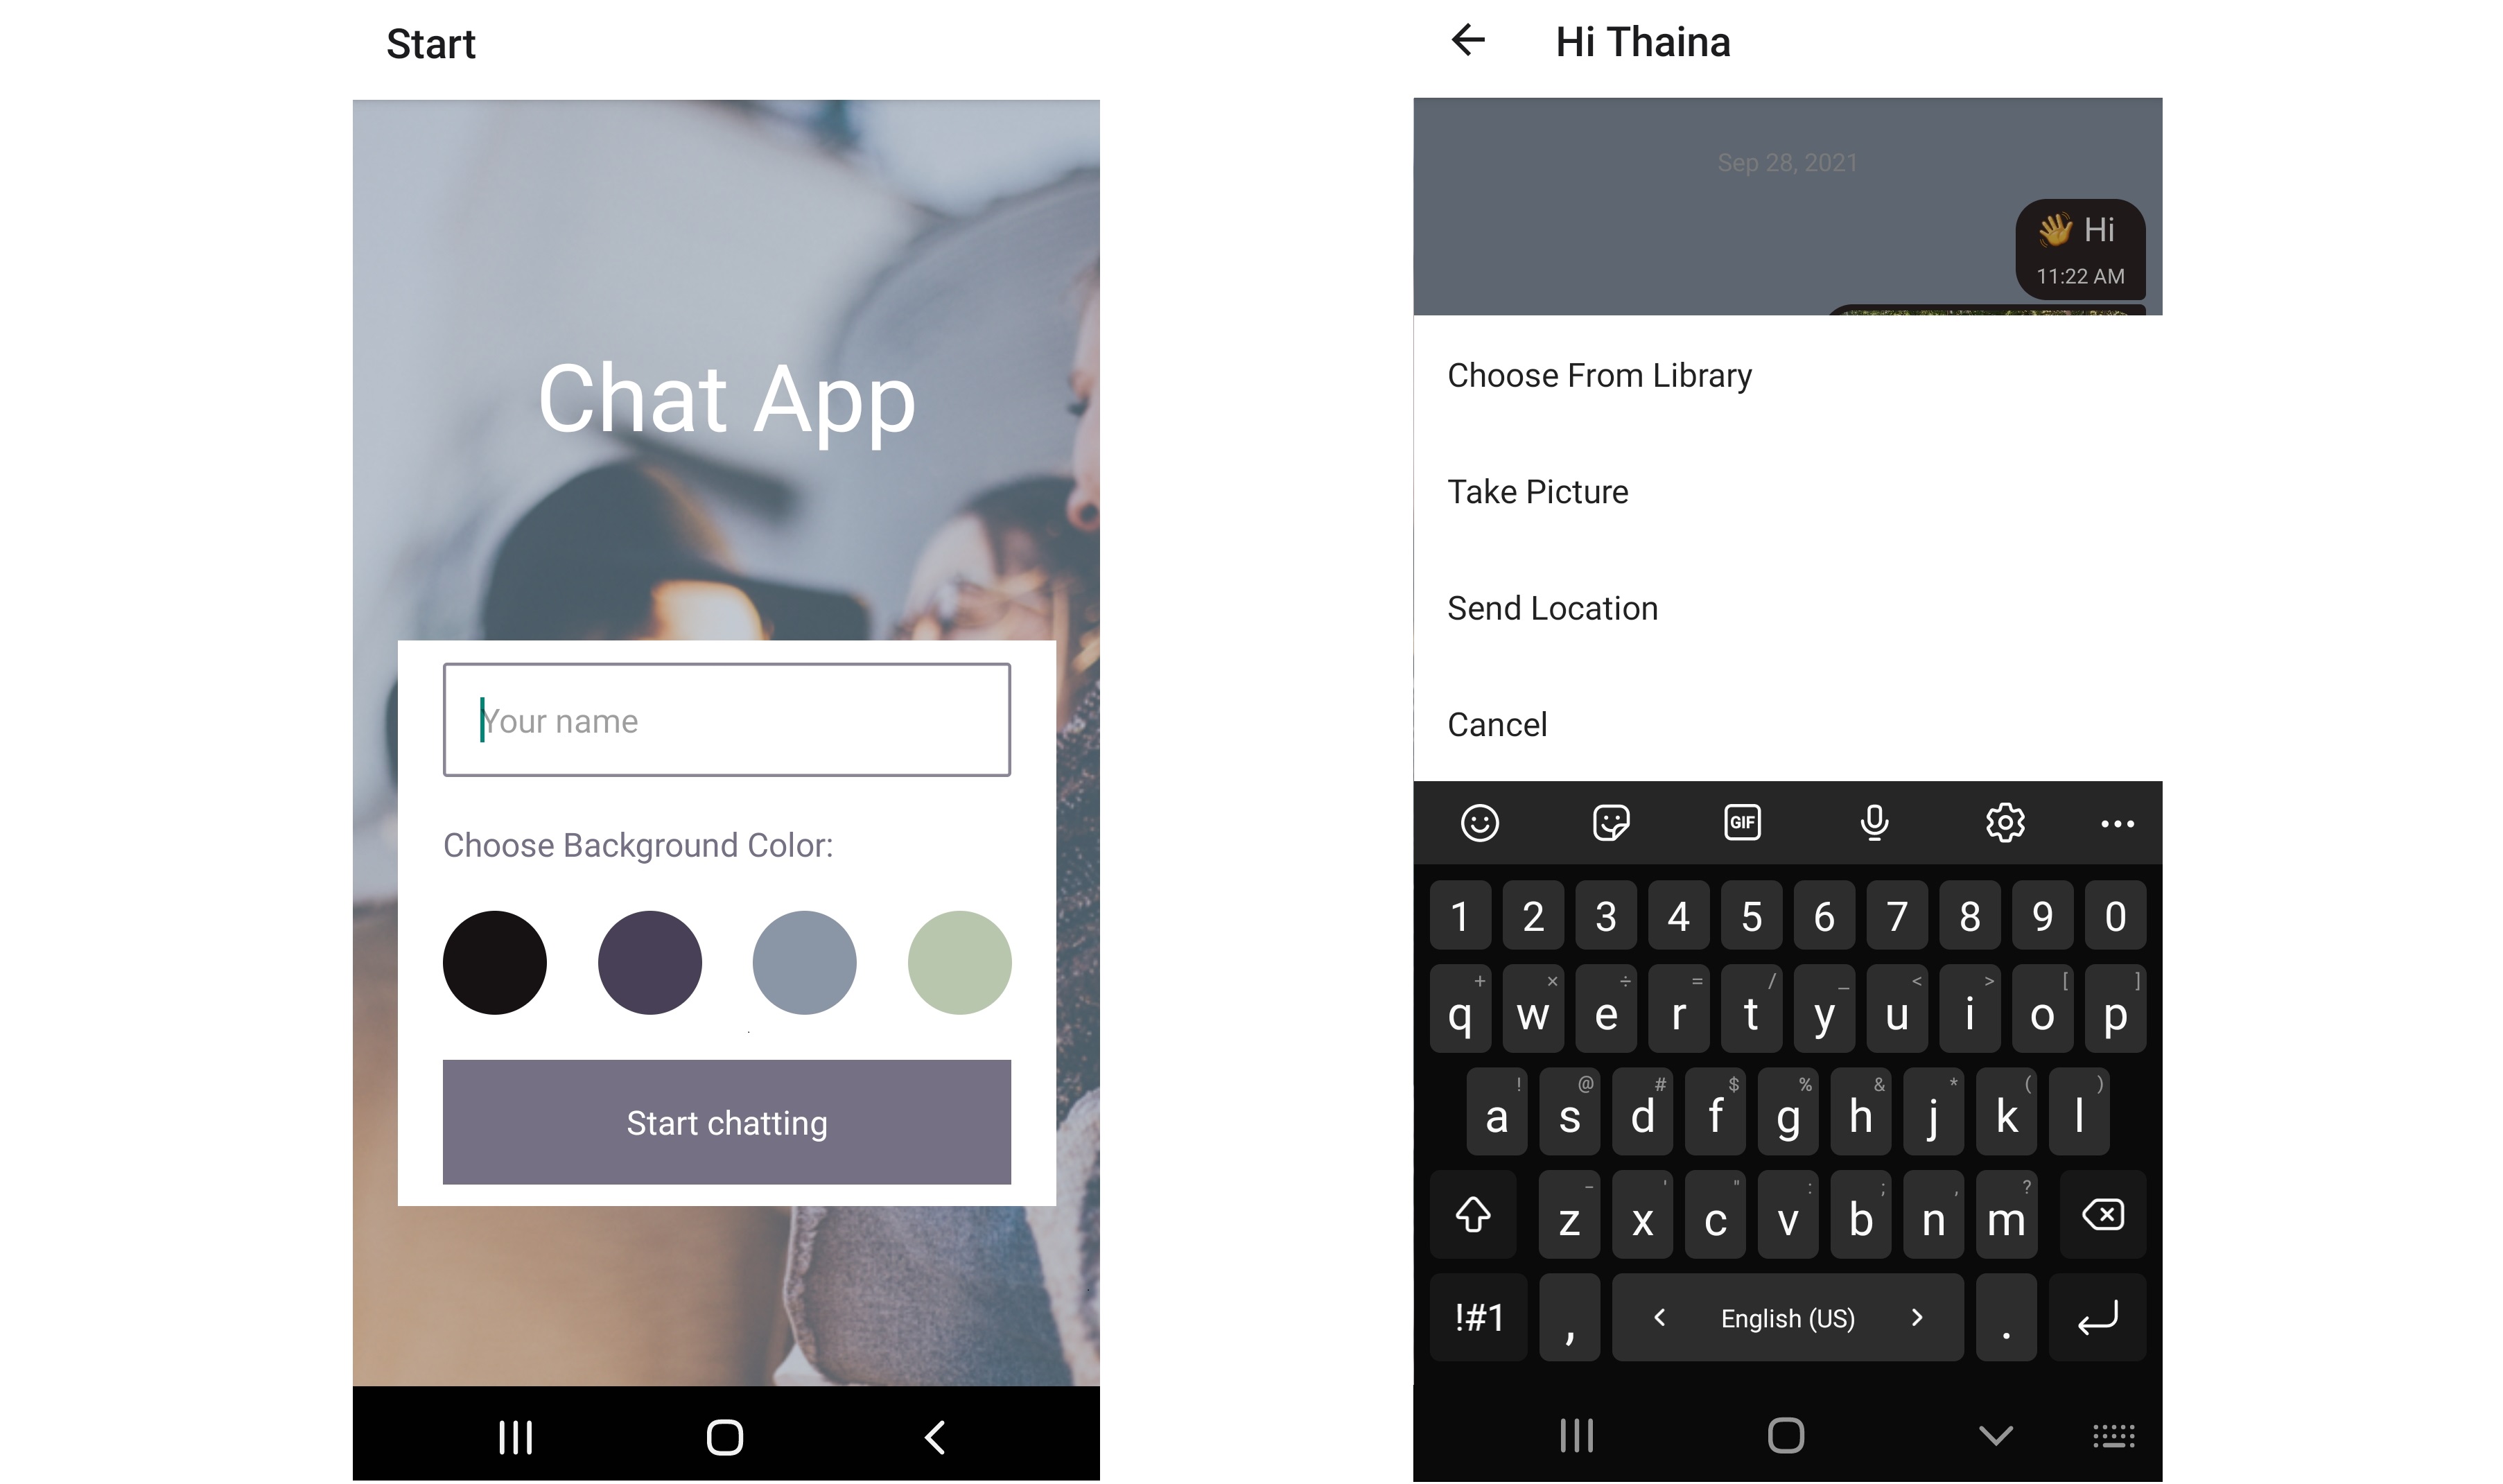 Start
Chat App
Your name
Choose Background Color:
Start chatting
Hi Thaina
Sep 28, 2021
👋 Hi
11:22 AM
Choose From Library
Take Picture
Send Location
Cancel
GIF
1 2 3 4 5 6 7 8 9 0
+ × ÷ = / _ < > [ ]
q w e r t y u i o p
! @ # $ % & * ( )
a s d f g h j k l
- ' " : ; , ?
z x c v b n m
!#1 , < English (US) > .